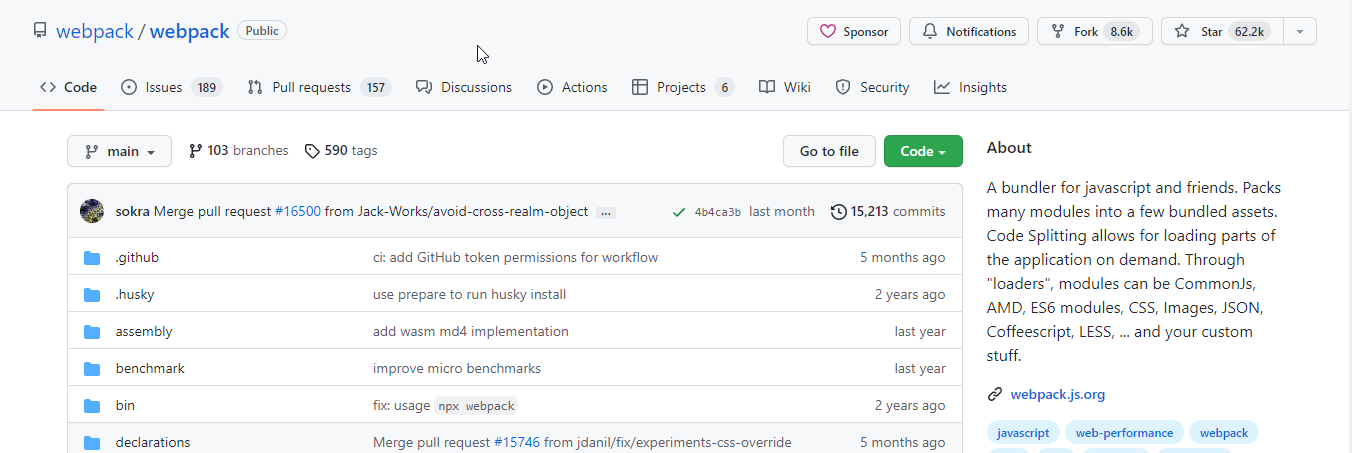 webpack / webpack Public Sponsor Notifications Fork 8.6k Star 62.2k
Code Issues 189 Pull requests 157 Discussions Actions Projects 6 Wiki Security Insights
main 103 branches 590 tags Go to file Code
sokra Merge pull request #16500 from Jack-Works/avoid-cross-realm-object ... 4b4ca3b last month 15,213 commits
.github ci: add GitHub token permissions for workflow 5 months ago
.husky use prepare to run husky install 2 years ago
assembly add wasm md4 implementation last year
benchmark improve micro benchmarks last year
bin fix: usage npx webpack 2 years ago
declarations Merge pull request #15746 from jdanil/fix/experiments-css-override 5 months ago
About
A bundler for javascript and friends. Packs
many modules into a few bundled assets.
Code Splitting allows for loading parts of
the application on demand. Through
"loaders", modules can be CommonJs,
AMD, ES6 modules, CSS, Images, JSON,
Coffeescript, LESS, ... and your custom
stuff.
webpack.js.org
javascript web-performance webpack